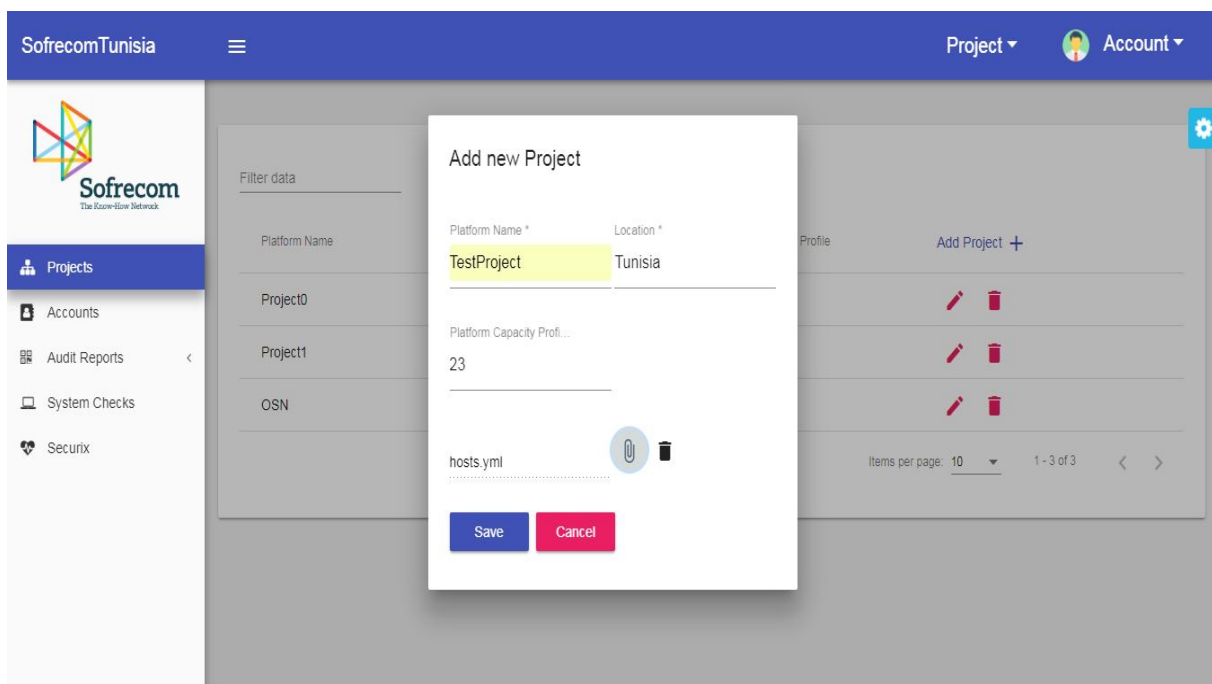 SofrecomTunisia
Project
Account
Sofrecom
The Know-How Network
Projects
Accounts
Audit Reports
System Checks
Securix
Filter data
Platform Name
Profile
Add Project
Project0
Project1
OSN
Items per page: 10
1 - 3 of 3
Add new Project
Platform Name *
Location *
TestProject
Tunisia
Platform Capacity Profi...
23
hosts.yml
Save
Cancel